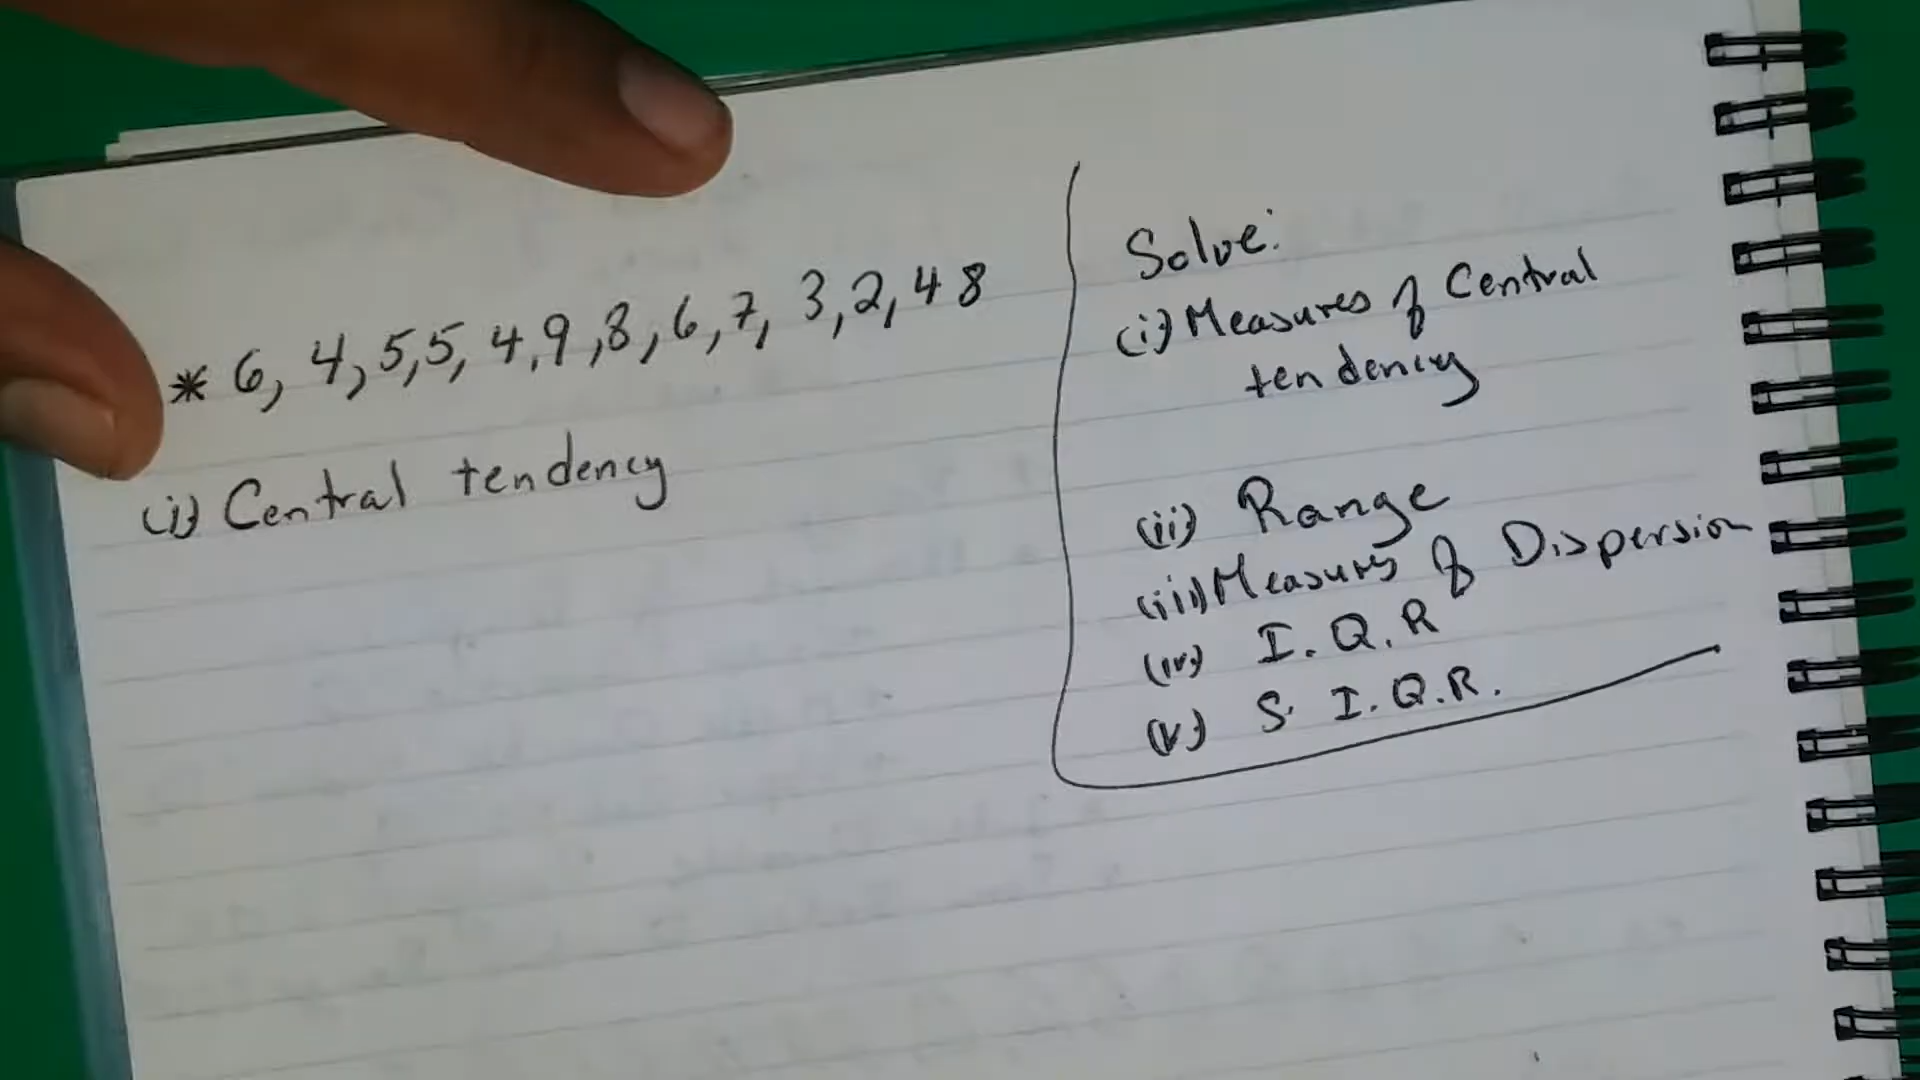 * 6, 4, 5, 5, 4, 9, 8, 6, 7, 3, 2, 4 8
(i) Central tendency
Solve:
(i) Measures of Central
tendency
(ii) Range
(iii) Measures of Dispersion
(iv) I.Q.R
(v) S. I.Q.R.